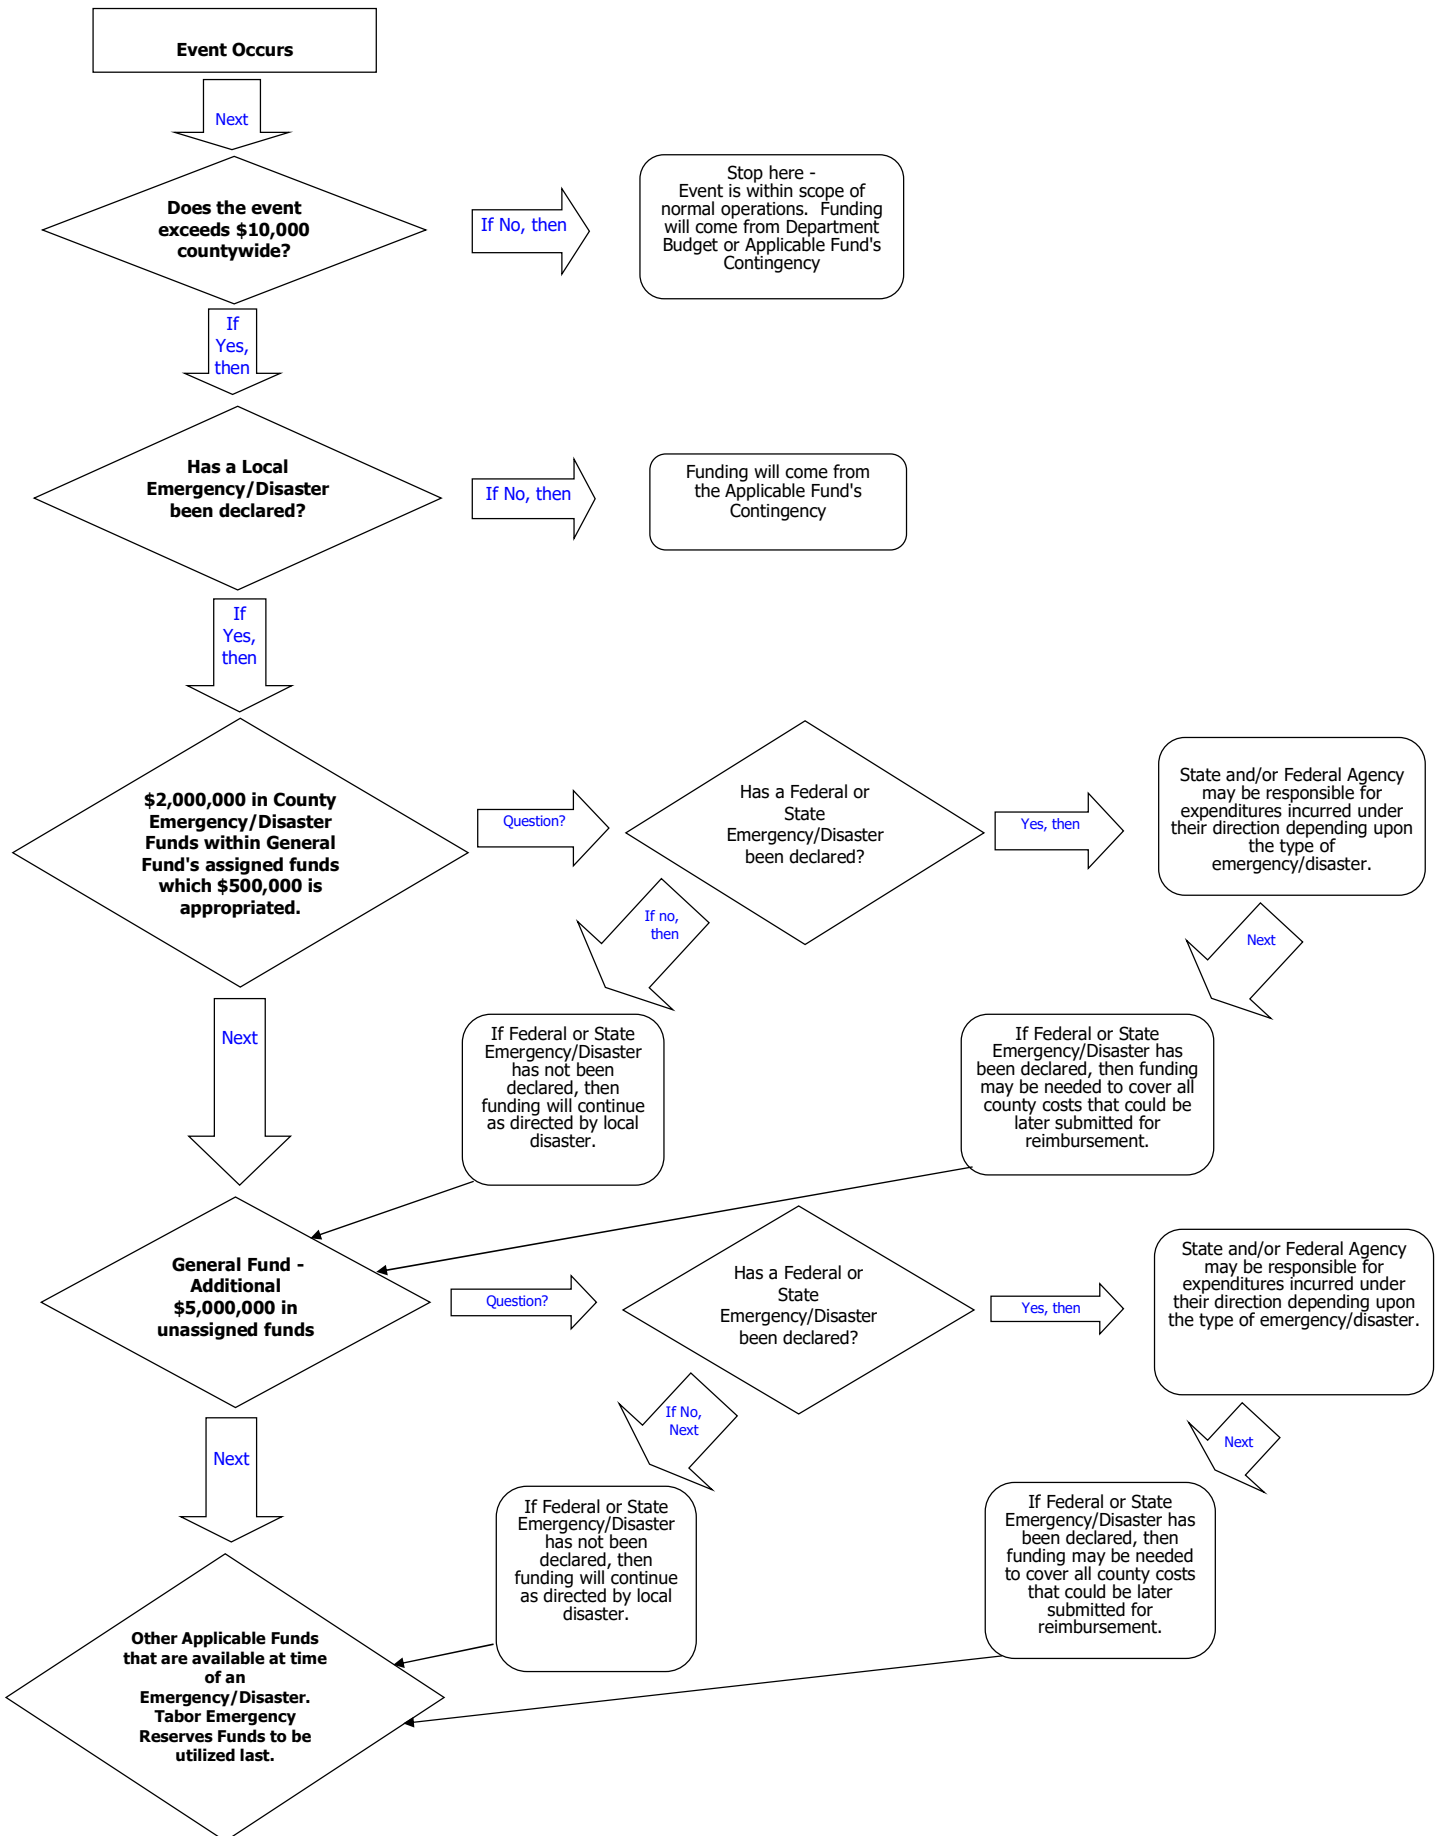 Event Occurs
Next
Does the event
exceeds $10,000
countywide?
If No, then
Stop here -
Event is within scope of
normal operations.  Funding
will come from Department
Budget or Applicable Fund's
Contingency
If
Yes,
then
Has a Local
Emergency/Disaster
been declared?
If No, then
Funding will come from
the Applicable Fund's
Contingency
If
Yes,
then
$2,000,000 in County
Emergency/Disaster
Funds within General
Fund's assigned funds
which $500,000 is
appropriated.
Question?
Has a Federal or
State
Emergency/Disaster
been declared?
Yes, then
State and/or Federal Agency
may be responsible for
expenditures incurred under
their direction depending upon
the type of
emergency/disaster.
If no,
then
Next
Next
If Federal or State
Emergency/Disaster
has not been
declared, then
funding will continue
as directed by local
disaster.
If Federal or State
Emergency/Disaster has
been declared, then funding
may be needed to cover all
county costs that could be
later submitted for
reimbursement.
General Fund -
Additional
$5,000,000 in
unassigned funds
Question?
Has a Federal or
State
Emergency/Disaster
been declared?
Yes, then
State and/or Federal Agency
may be responsible for
expenditures incurred under
their direction depending upon
the type of emergency/disaster.
If No,
Next
Next
Next
If Federal or State
Emergency/Disaster
has not been
declared, then
funding will continue
as directed by local
disaster.
If Federal or State
Emergency/Disaster has
been declared, then
funding may be needed
to cover all county costs
that could be later
submitted for
reimbursement.
Other Applicable Funds
that are available at time
of an
Emergency/Disaster.
Tabor Emergency
Reserves Funds to be
utilized last.